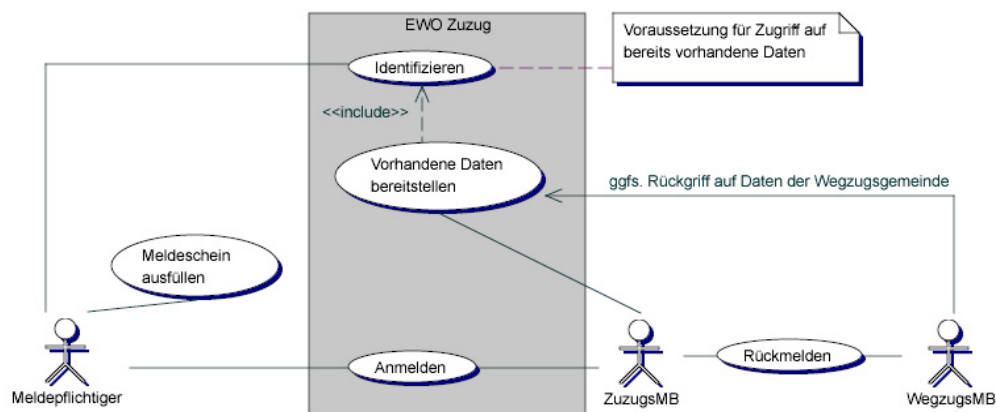 EWO Zuzug
Voraussetzung für Zugriff auf
bereits vorhandene Daten
Identifizieren
<<include>>
Vorhandene Daten
bereitstellen
ggfs. Rückgriff auf Daten der Wegzugsgemeinde
Meldeschein
ausfüllen
Anmelden
Rückmelden
Meldepflichtiger
ZuzugsMB
WegzugsMB